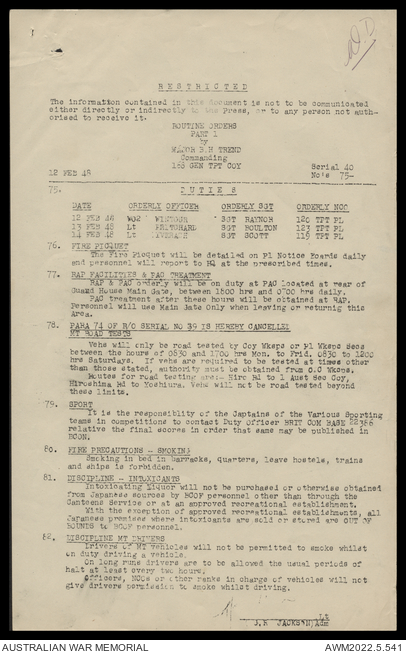 W.D
RESTRICTED
The information contained in this document is not to be communicated
either directly or indirectly to the Press, or to any person not auth-
orised to receive it.
ROUTINE ORDERS
PART 1
by
MAJOR B.H TREND
Commanding
168 GEN TPT COY
Serial 40
12 FEB 48
No's 75-
75. DUTIES
DATE ORDERLY OFFICER ORDERLY SGT ORDERLY NCO
12 FEB 48 WO2 SGT RAYNOR 120 TPT PL
13 FEB 48 Lt PRITCHARD SGT BOULTON 123 TPT PL
14 FEB 48 Lt SGT SCOTT 119 TPT PL
76. FIRE PICQUET
The Fire Picquet will be detailed on Pl Notice Boards daily
and personnel will report to HQ at the prescribed times.
77. RAP FACILITIES & PAC TREATMENT
RAP & PAC orderly will be on duty at PAC located at rear of
Guard House Main Gate, between 1800 hrs and 0700 hrs daily.
PAC treatment after these hours will be obtained at RAP.
Personnel will use Main Gate Only when leaving or returnig this
Area.
78. PARA 74 OF R/O SERIAL NO 39 IS HEREBY CANCELLED
MT ROAD TESTS
Vehs will only be road tested by Coy Wksps or Pl Wksps Secs
between the hours of 0830 and 1700 hrs Mon. to Frid. 0830 to 1200
hrs Saturdays. If vehs are required to be tested at times other
than those stated, authority must be obtained from O.C Wksps.
Routes for road testing are:- Hiro Rd to 1 Aust Sec Coy,
Hiroshima Rd to Yoshiura. Vehs will not be road tested beyond
these limits.
79. SPORT
It is the responsiblity of the Captains of the Various Sporting
teams in competitions to contact Duty Officer BRIT COM BASE 22386
relative the final scores in order that same may be published in
BCON.
80. FIRE PRECAUTIONS - SMOKING
Smoking in bed in barracks, quarters, leave hostels, trains
and ships is forbidden.
81. DISCIPLINE - INTOXICANTS
Intoxicating liquor will not be purchased or otherwise obtained
from Japanese sources by BCOF personnel other than through the
Canteens Service or at an approved recreational establishment.
With the exception of approved recreational establishments, all
Japanese premises where intoxicants are sold or stored are OUT OF
BOUNDS to BCOF personnel.
82. DISCIPLINE MT DRIVERS
Drivers of MT vehicles will not be permitted to smoke whilst
on duty driving a vehicle.
On long runs drivers are to be allowed the usual periods of
halt at least every two hours.
Officers, NCOs or other ranks in charge of vehicles will not
give drivers permission to smoke whilst driving.
Lt
J.R JACKSON/Adm
AUSTRALIAN WAR MEMORIAL
AWM2022.5.541